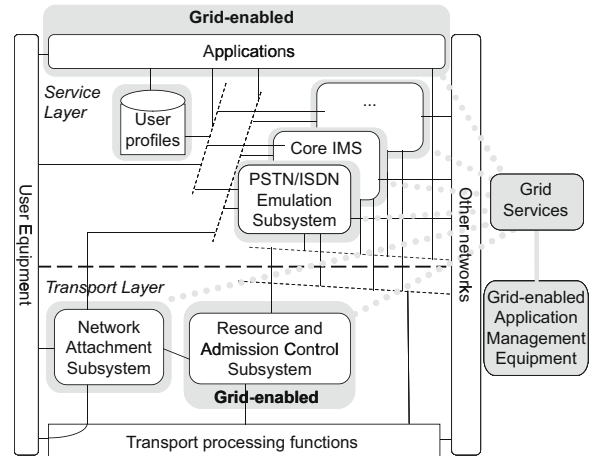 Grid-enabled
Applications
Service
Layer
User
profiles
...
Core IMS
PSTN/ISDN
Emulation
Subsystem
User Equipment
Other networks
Grid
Services
Transport Layer
Network
Attachment
Subsystem
Resource and
Admission Control
Subsystem
Grid-enabled
Grid-enabled
Application
Management
Equipment
Transport processing functions